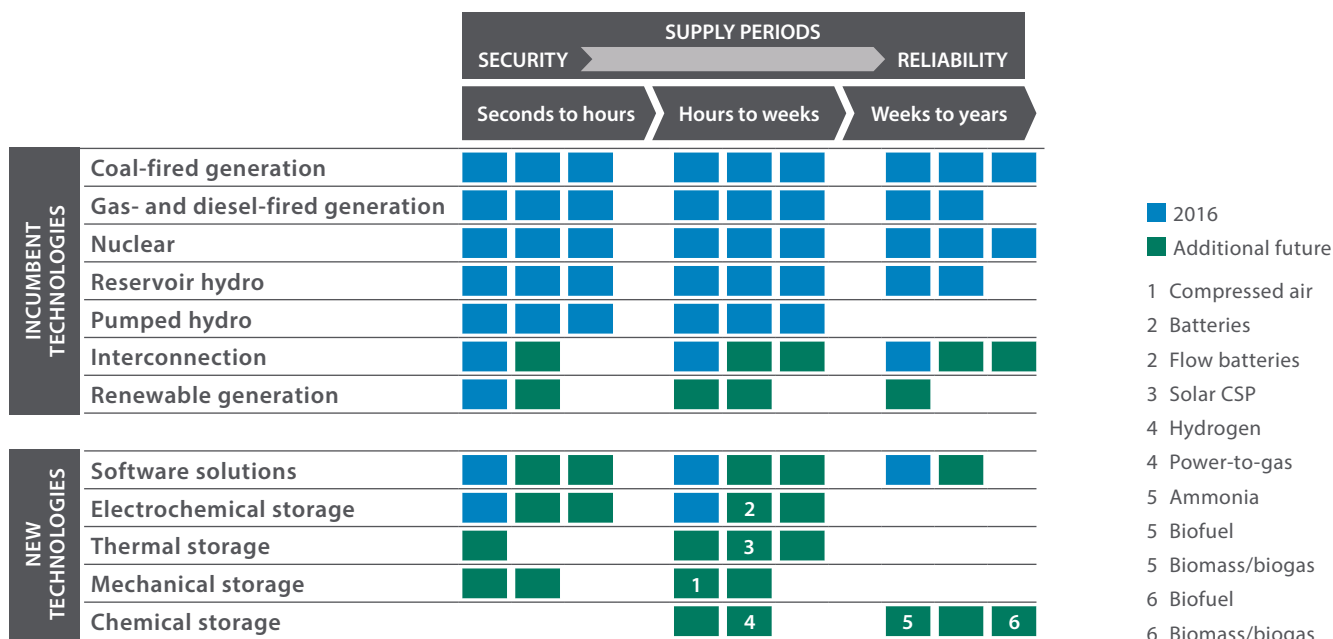 SUPPLY PERIODS
SECURITY RELIABILITY
Seconds to hours Hours to weeks Weeks to years
INCUMBENT
TECHNOLOGIES
Coal-fired generation
Gas- and diesel-fired generation
Nuclear
Reservoir hydro
Pumped hydro
Interconnection
Renewable generation
NEW
TECHNOLOGIES
Software solutions
Electrochemical storage 2
Thermal storage 3
Mechanical storage 1
Chemical storage 4 5 6
2016
Additional future
1 Compressed air
2 Batteries
2 Flow batteries
3 Solar CSP
4 Hydrogen
4 Power-to-gas
5 Ammonia
5 Biofuel
5 Biomass/biogas
6 Biofuel
6 Biomass/biogas